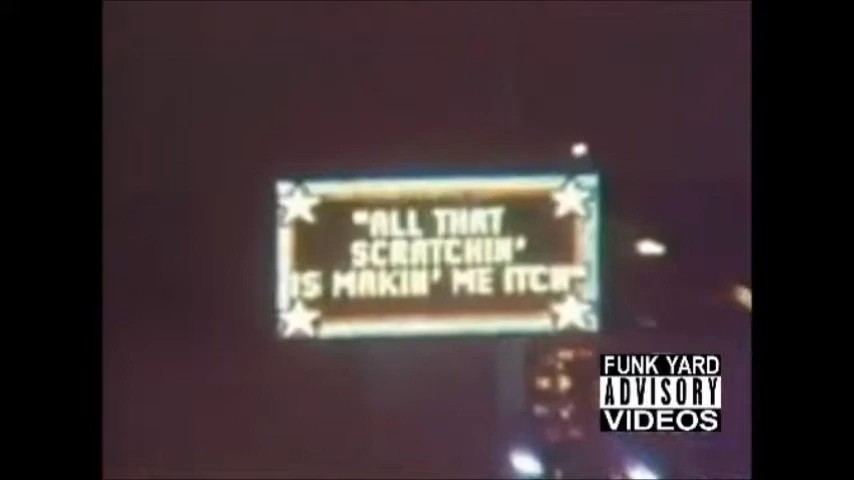 "ALL THAT
SCRATCHIN'
IS MAKIN' ME ITCH"
FUNK YARD
ADVISORY
VIDEOS